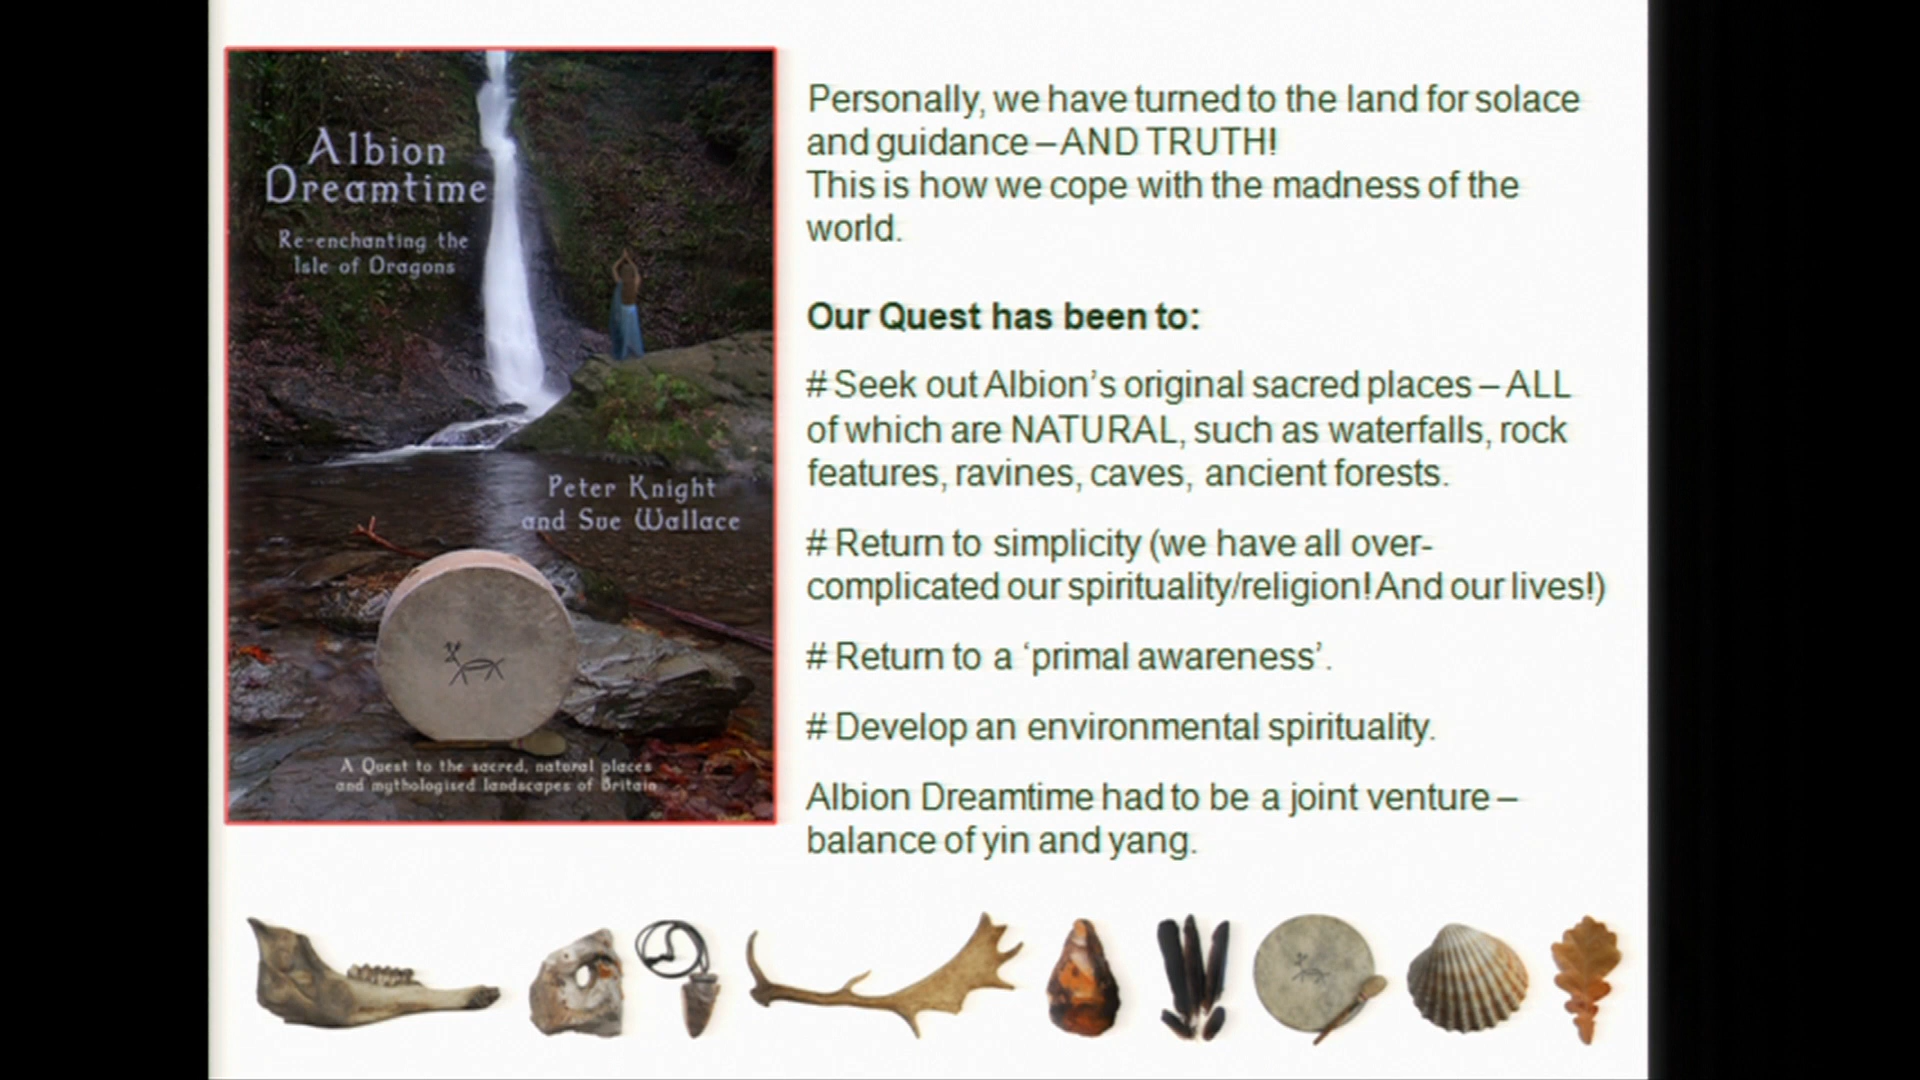 Albion
Dreamtime
Re-enchanting the
Isle of Dragons
Peter Knight
and Sue Wallace
A Quest to the sacred, natural places
and mythologised landscapes of Britain
Personally, we have turned to the land for solace
and guidance – AND TRUTH!
This is how we cope with the madness of the
world.
Our Quest has been to:
# Seek out Albion’s original sacred places – ALL
of which are NATURAL, such as waterfalls, rock
features, ravines, caves, ancient forests.
# Return to simplicity (we have all over-
complicated our spirituality/religion! And our lives!)
# Return to a ‘primal awareness’.
# Develop an environmental spirituality.
Albion Dreamtime had to be a joint venture –
balance of yin and yang.